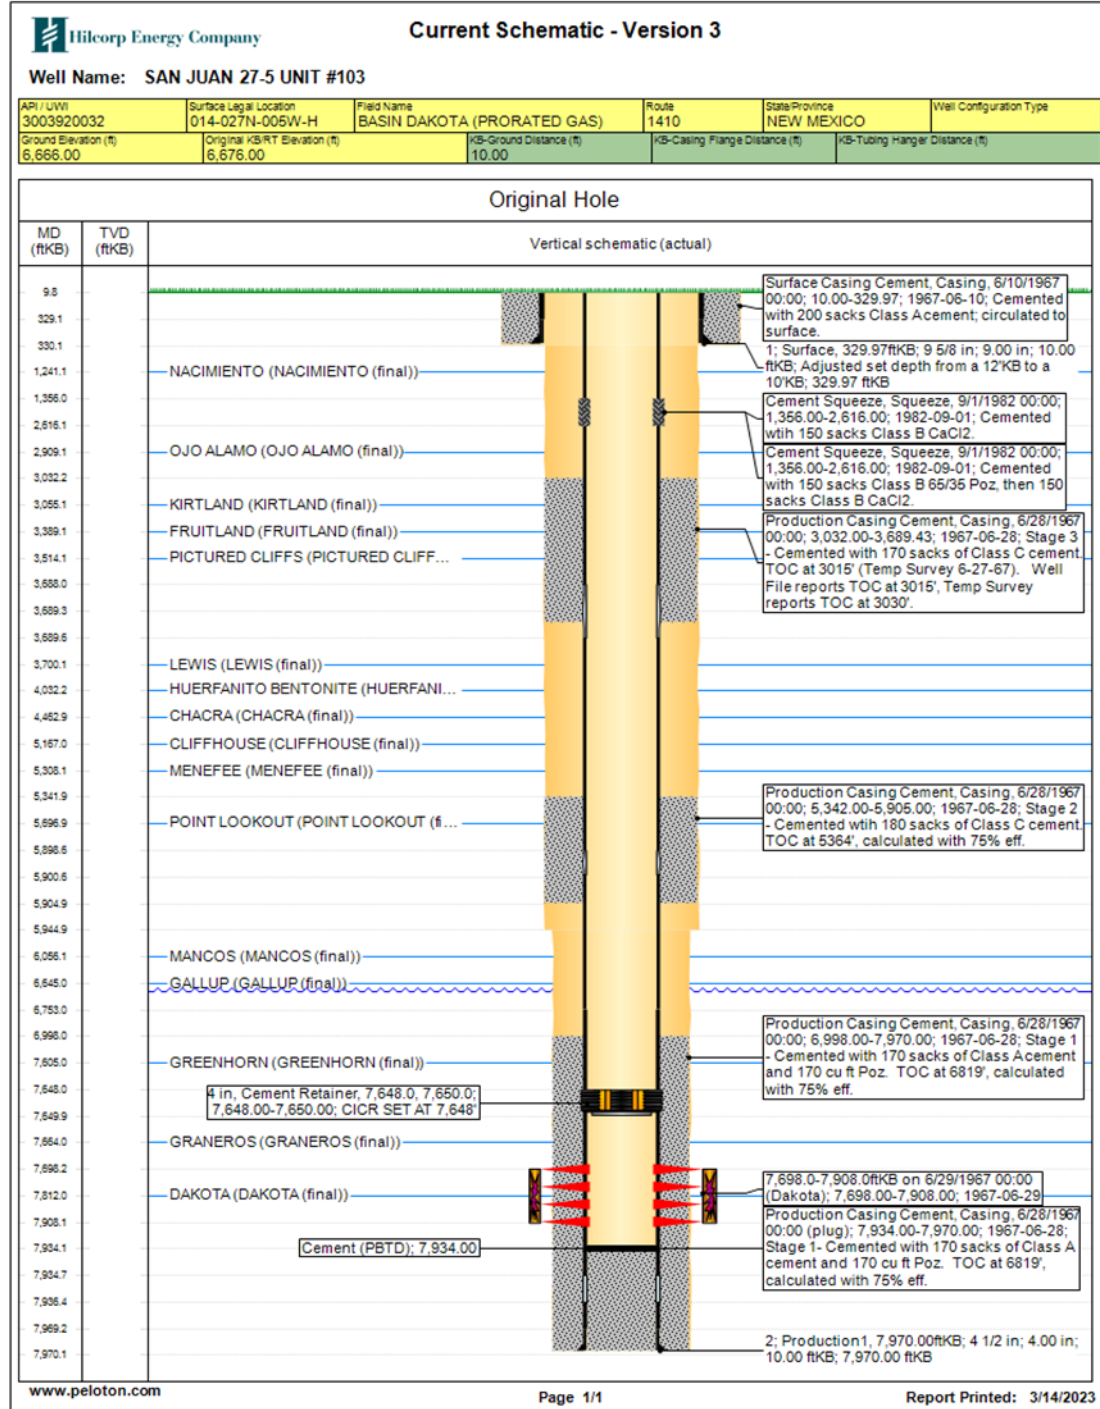 Hilcorp Energy Company
Current Schematic - Version 3
Well Name: SAN JUAN 27-5 UNIT #103
API / UWI
3003920032
Surface Legal Location
014-027N-005W-H
Field Name
BASIN DAKOTA (PRORATED GAS)
Route
1410
State/Province
NEW MEXICO
Well Configuration Type
Ground Elevation (ft)
6,666.00
Original KB/RT Elevation (ft)
6,676.00
KB-Ground Distance (ft)
10.00
KB-Casing Flange Distance (ft)
KB-Tubing Hanger Distance (ft)
Original Hole
MD
(ftKB)
TVD
(ftKB)
Vertical schematic (actual)
9.8
329.1
330.1
1,241.1
1,356.0
2,616.1
2,909.1
3,032.2
3,055.1
3,389.1
3,514.1
3,688.0
3,689.3
3,689.6
3,700.1
4,032.2
4,462.9
5,167.0
5,308.1
5,341.9
5,696.9
5,898.6
5,900.6
5,904.9
5,944.9
6,056.1
6,645.0
6,753.0
6,998.0
7,605.0
7,648.0
7,649.9
7,664.0
7,698.2
7,812.0
7,908.1
7,934.1
7,934.7
7,936.4
7,969.2
7,970.1
NACIMIENTO (NACIMIENTO (final))
OJO ALAMO (OJO ALAMO (final))
KIRTLAND (KIRTLAND (final))
FRUITLAND (FRUITLAND (final))
PICTURED CLIFFS (PICTURED CLIFF...
LEWIS (LEWIS (final))
HUERFANITO BENTONITE (HUERFANI...
CHACRA (CHACRA (final))
CLIFFHOUSE (CLIFFHOUSE (final))
MENEFEE (MENEFEE (final))
POINT LOOKOUT (POINT LOOKOUT (fi...
MANCOS (MANCOS (final))
GALLUP (GALLUP (final))
GREENHORN (GREENHORN (final))
4 in, Cement Retainer, 7,648.0, 7,650.0;
7,648.00-7,650.00; CICR SET AT 7,648'
GRANEROS (GRANEROS (final))
DAKOTA (DAKOTA (final))
Cement (PBTD); 7,934.00
Surface Casing Cement, Casing, 6/10/1967
00:00; 10.00-329.97; 1967-06-10; Cemented
with 200 sacks Class Acement; circulated to
surface.
1; Surface, 329.97ftKB; 9 5/8 in; 9.00 in; 10.00
ftKB; Adjusted set depth from a 12'KB to a
10'KB; 329.97 ftKB
Cement Squeeze, Squeeze, 9/1/1982 00:00;
1,356.00-2,616.00; 1982-09-01; Cemented
wtih 150 sacks Class B CaCl2.
Cement Squeeze, Squeeze, 9/1/1982 00:00;
1,356.00-2,616.00; 1982-09-01; Cemented
with 150 sacks Class B 65/35 Poz, then 150
sacks Class B CaCl2.
Production Casing Cement, Casing, 6/28/1967
00:00; 3,032.00-3,689.43; 1967-06-28; Stage 3
- Cemented with 170 sacks of Class C cement.
TOC at 3015' (Temp Survey 6-27-67). Well
File reports TOC at 3015', Temp Survey
reports TOC at 3030'.
Production Casing Cement, Casing, 6/28/1967
00:00; 5,342.00-5,905.00; 1967-06-28; Stage 2
- Cemented wtih 180 sacks of Class C cement.
TOC at 5364', calculated with 75% eff.
Production Casing Cement, Casing, 6/28/1967
00:00; 6,998.00-7,970.00; 1967-06-28; Stage 1
- Cemented with 170 sacks of Class Acement
and 170 cu ft Poz. TOC at 6819', calculated
with 75% eff.
7,698.0-7,908.0ftKB on 6/29/1967 00:00
(Dakota); 7,698.00-7,908.00; 1967-06-29
Production Casing Cement, Casing, 6/28/1967
00:00 (plug); 7,934.00-7,970.00; 1967-06-28;
Stage 1- Cemented with 170 sacks of Class A
cement and 170 cu ft Poz. TOC at 6819',
calculated with 75% eff.
2; Production1, 7,970.00ftKB; 4 1/2 in; 4.00 in;
10.00 ftKB; 7,970.00 ftKB
www.peloton.com
Page 1/1
Report Printed: 3/14/2023